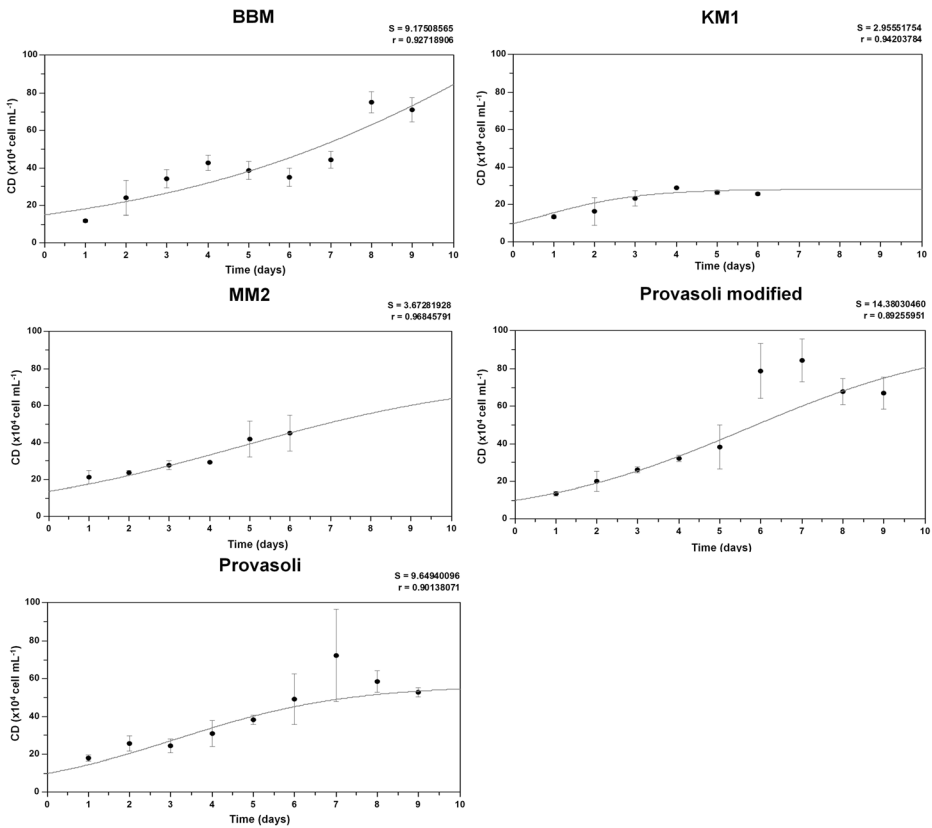 BBM
S = 9.17508565
r = 0.92718906
100
80
60
40
20
0
CD (x10⁴ cell mL⁻¹)
0 1 2 3 4 5 6 7 8 9 10
Time (days)
KM1
S = 2.95551754
r = 0.94203784
100
80
60
40
20
0
CD (x10⁴ cell mL⁻¹)
0 1 2 3 4 5 6 7 8 9 10
Time (days)
MM2
S = 3.67281928
r = 0.96845791
100
80
60
40
20
0
CD (x10⁴ cell mL⁻¹)
0 1 2 3 4 5 6 7 8 9 10
Time (days)
Provasoli modified
S = 14.38030460
r = 0.89255951
100
80
60
40
20
0
CD (x10⁴ cell mL⁻¹)
0 1 2 3 4 5 6 7 8 9 10
Time (days)
Provasoli
S = 9.64940096
r = 0.90138071
100
80
60
40
20
0
CD (x10⁴ cell mL⁻¹)
0 1 2 3 4 5 6 7 8 9 10
Time (days)